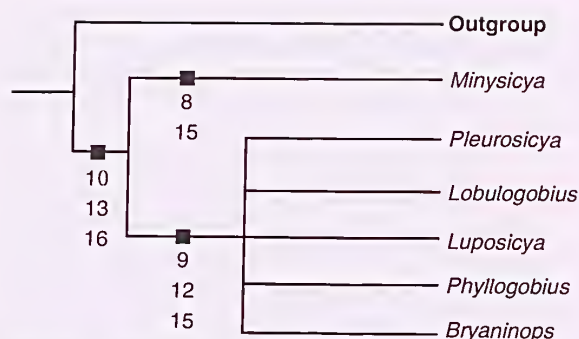 Outgroup
Minysicya
8
15
Pleurosicya
10
13
16
Lobulogobius
Luposicya
9
12
15
Phyllogobius
Bryaninops